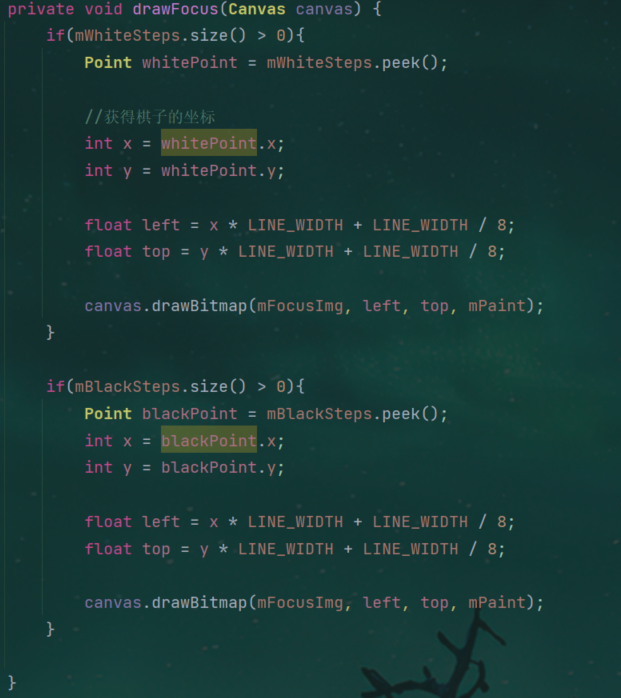 private void drawFocus(Canvas canvas) {
if(mWhiteSteps.size() > 0){
Point whitePoint = mWhiteSteps.peek();
//获得棋子的坐标
int x = whitePoint.x;
int y = whitePoint.y;
float left = x * LINE_WIDTH + LINE_WIDTH / 8;
float top = y * LINE_WIDTH + LINE_WIDTH / 8;
canvas.drawBitmap(mFocusImg, left, top, mPaint);
}
if(mBlackSteps.size() > 0){
Point blackPoint = mBlackSteps.peek();
int x = blackPoint.x;
int y = blackPoint.y;
float left = x * LINE_WIDTH + LINE_WIDTH / 8;
float top = y * LINE_WIDTH + LINE_WIDTH / 8;
canvas.drawBitmap(mFocusImg, left, top, mPaint);
}
}